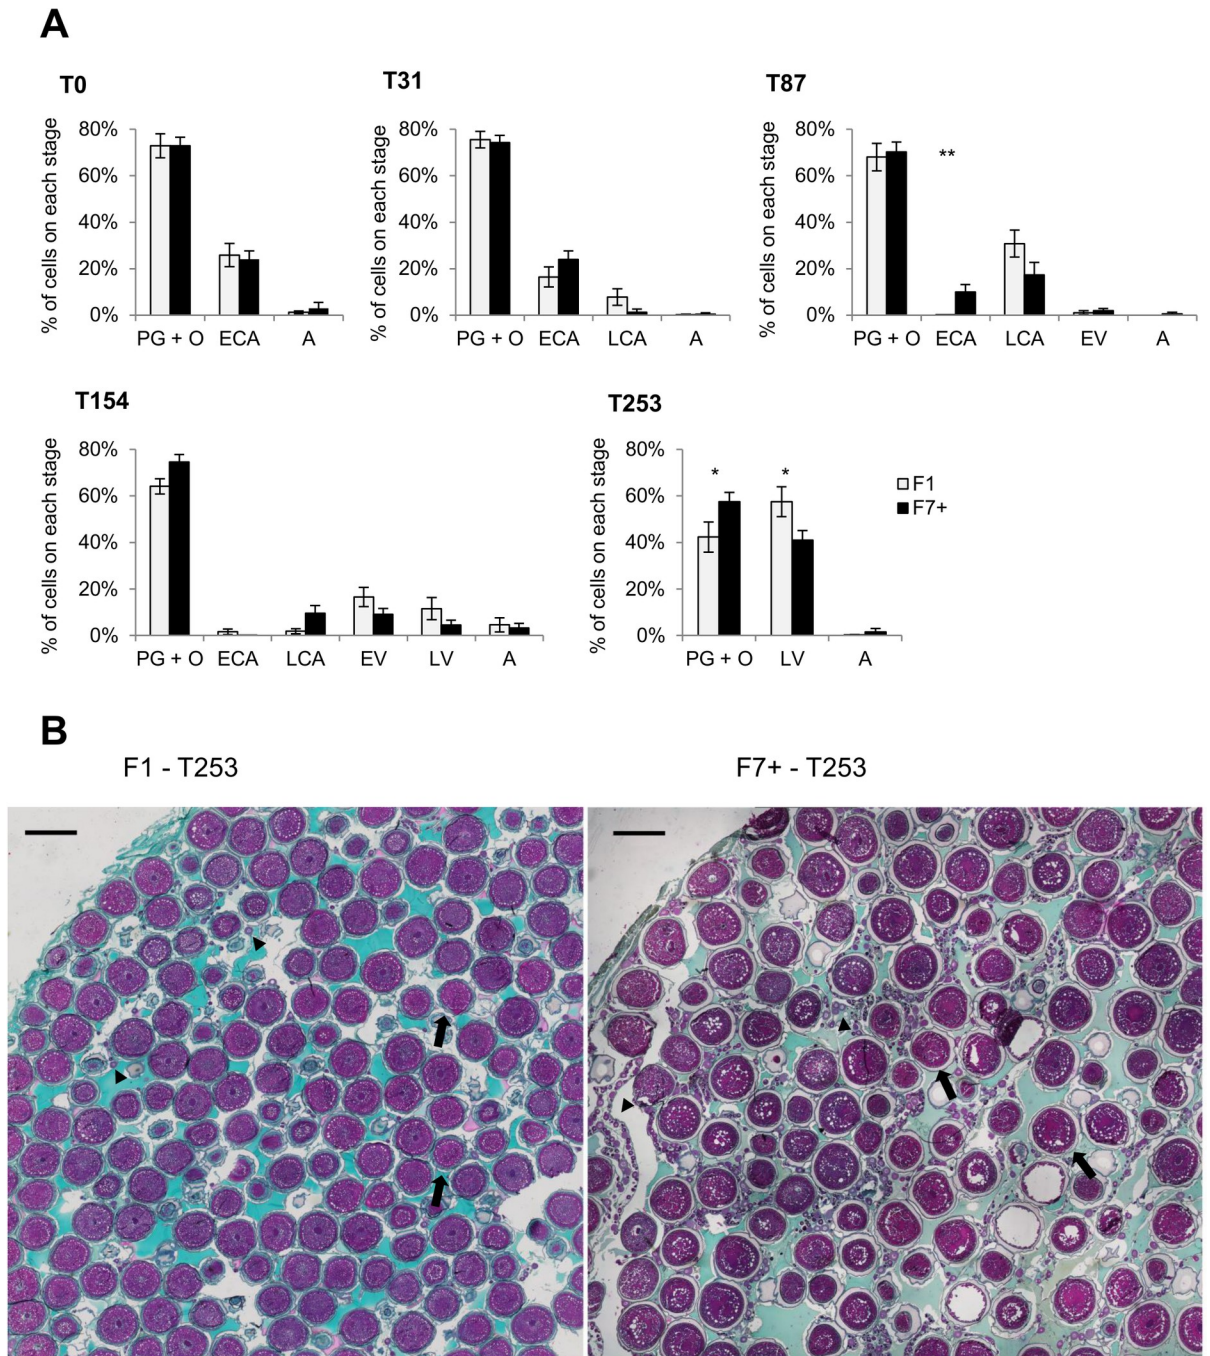 A
T0
% of cells on each stage
80%
60%
40%
20%
0%
PG + O ECA A
T31
% of cells on each stage
80%
60%
40%
20%
0%
PG + O ECA LCA A
T87
% of cells on each stage
80%
60%
40%
20%
0%
**
PG + O ECA LCA EV A
T154
% of cells on each stage
80%
60%
40%
20%
0%
PG + O ECA LCA EV LV A
T253
% of cells on each stage
80%
60%
40%
20%
0%
* *
PG + O LV A
F1
F7+
B
F1 - T253
F7+ - T253